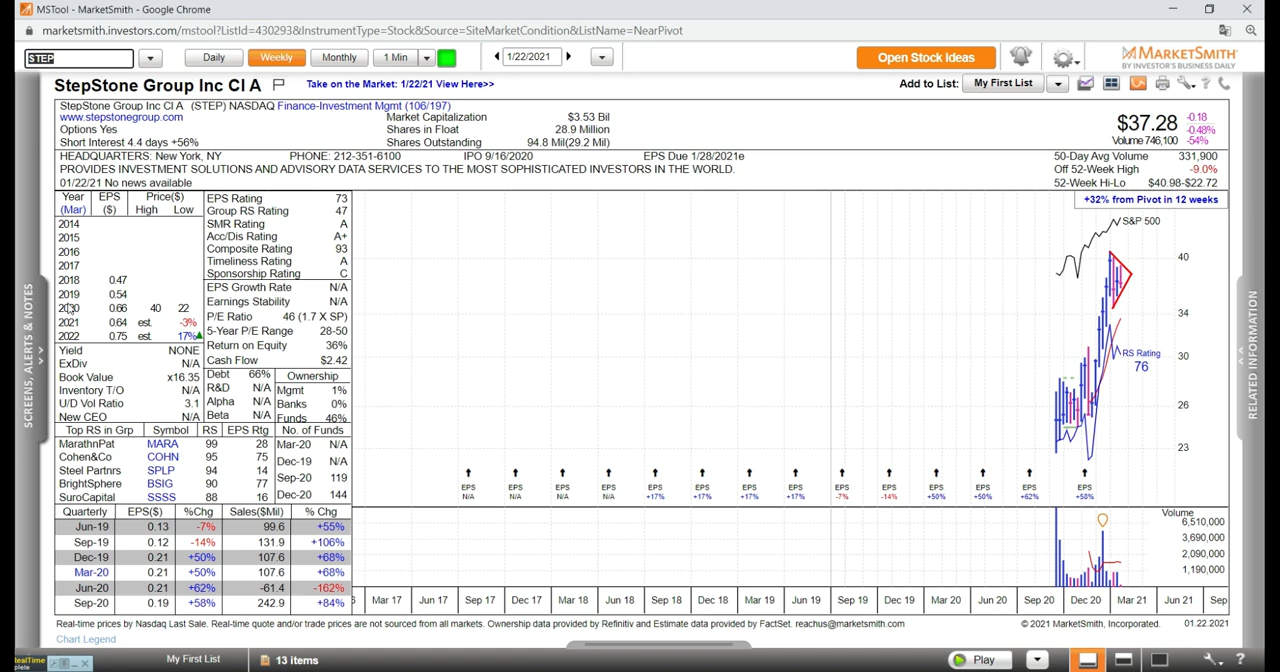 MSTool - MarketSmith - Google Chrome
marketsmith.investors.com/mstool?ListId=430293&InstrumentType=Stock&Source=SiteMarketCondition&ListName=NearPivot
STEP Daily Weekly Monthly 1 Min 1/22/2021 Open Stock Ideas MARKETSMITH
BY INVESTOR'S BUSINESS DAILY
StepStone Group Inc Cl A Take on the Market: 1/22/21 View Here>> Add to List: My First List
StepStone Group Inc Cl A (STEP) NASDAQ Finance-Investment Mgmt (106/197)
www.stepstonegroup.com Market Capitalization $3.53 Bil
Options Yes Shares in Float 28.9 Million
Short Interest 4.4 days +56% Shares Outstanding 94.8 Mil(29.2 Mil)
$37.28 -0.18
-0.48%
Volume 746,100 -54%
HEADQUARTERS: New York, NY PHONE: 212-351-6100 IPO 9/16/2020 EPS Due 1/28/2021e
PROVIDES INVESTMENT SOLUTIONS AND ADVISORY DATA SERVICES TO THE MOST SOPHISTICATED INVESTORS IN THE WORLD.
01/22/21 No news available
50-Day Avg Volume 331,900
Off 52-Week High -9.0%
52-Week Hi-Lo $40.98-$22.72
+32% from Pivot in 12 weeks
SCREENS, ALERTS & NOTES
Year EPS Price($)
(Mar) ($) High Low
2014
2015
2016
2017
2018 0.47
2019 0.54
2020 0.66 40 22
2021 0.64 est. -3%
2022 0.75 est. 17%
Yield NONE
ExDiv N/A
Book Value x16.35
Inventory T/O N/A
U/D Vol Ratio 3.1
New CEO N/A
EPS Rating 73
Group RS Rating 47
SMR Rating A
Acc/Dis Rating A+
Composite Rating 93
Timeliness Rating A
Sponsorship Rating C
EPS Growth Rate N/A
Earnings Stability N/A
P/E Ratio 46 (1.7 X SP)
5-Year P/E Range 28-50
Return on Equity 36%
Cash Flow $2.42
Debt 66%
R&D N/A
Alpha N/A
Beta N/A
Ownership
Mgmt 1%
Banks 0%
Funds 46%
Top RS in Grp Symbol RS EPS Rtg
MarathnPat MARA 99 28
Cohen&Co COHN 95 75
Steel Partnrs SPLP 94 14
BrightSphere BSIG 90 77
SuroCapital SSSS 88 16
No. of Funds
Mar-20 N/A
Dec-19 N/A
Sep-20 119
Dec-20 144
Quarterly EPS($) %Chg Sales($Mil) % Chg
Jun-19 0.13 -7% 99.6 +55%
Sep-19 0.12 -14% 131.9 +106%
Dec-19 0.21 +50% 107.6 +68%
Mar-20 0.21 +50% 107.6 +68%
Jun-20 0.21 +62% -61.4 -162%
Sep-20 0.19 +58% 242.9 +84%
S&P 500
RS Rating
76
40
34
30
26
23
EPS EPS EPS EPS EPS EPS EPS EPS EPS EPS EPS EPS EPS EPS
N/A N/A N/A N/A +17% +17% +17% +17% -7% -14% +50% +50% +62% +58%
Volume
6,510,000
3,690,000
2,090,000
1,190,000
6 Mar 17 Jun 17 Sep 17 Dec 17 Mar 18 Jun 18 Sep 18 Dec 18 Mar 19 Jun 19 Sep 19 Dec 19 Mar 20 Jun 20 Sep 20 Dec 20 Mar 21 Jun 21 Sep
RELATED INFORMATION
Real-time prices by Nasdaq Last Sale. Real-time quote and/or trade prices are not sourced from all markets. Ownership data provided by Refinitiv and Estimate data provided by FactSet. reachus@marketsmith.com © 2021 MarketSmith, Incorporated. 01.22.2021
Chart Legend
RealTime
plete
My First List 13 items Play